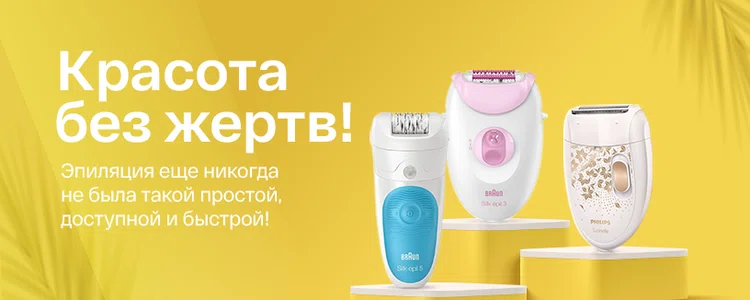 Красота
без жертв!
Эпиляция еще никогда
не была такой простой,
доступной и быстрой!
BRAUN
Silk·épil 5
BRAUN
Silk·épil 3
PHILIPS